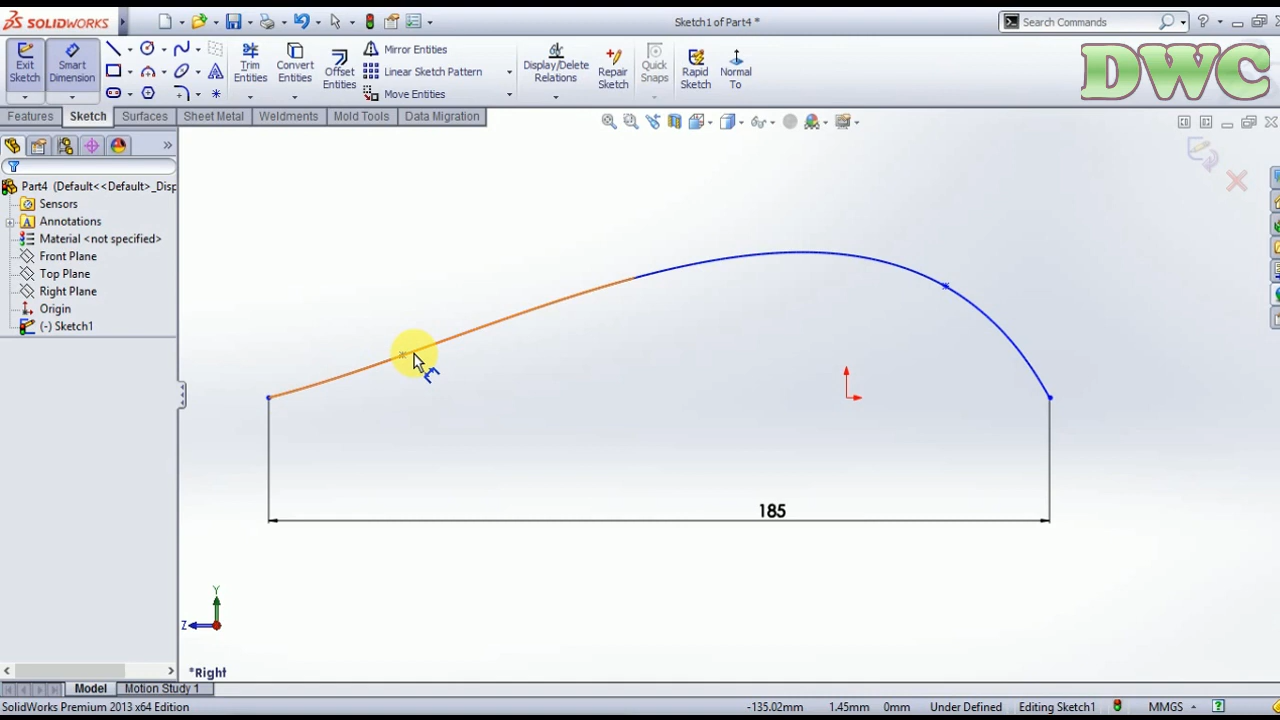 SOLIDWORKS
Sketch1 of Part4 *
Search Commands
DWC
Exit Sketch
Smart Dimension
Trim Entities
Convert Entities
Offset Entities
Mirror Entities
Linear Sketch Pattern
Move Entities
Display/Delete Relations
Repair Sketch
Quick Snaps
Rapid Sketch
Normal To
Features
Sketch
Surfaces
Sheet Metal
Weldments
Mold Tools
Data Migration
Part4 (Default<<Default>_Disp
Sensors
Annotations
Material <not specified>
Front Plane
Top Plane
Right Plane
Origin
(-) Sketch1
185
Y
Z
*Right
Model
Motion Study 1
SolidWorks Premium 2013 x64 Edition
-135.02mm
1.45mm
0mm
Under Defined
Editing Sketch1
MMGS